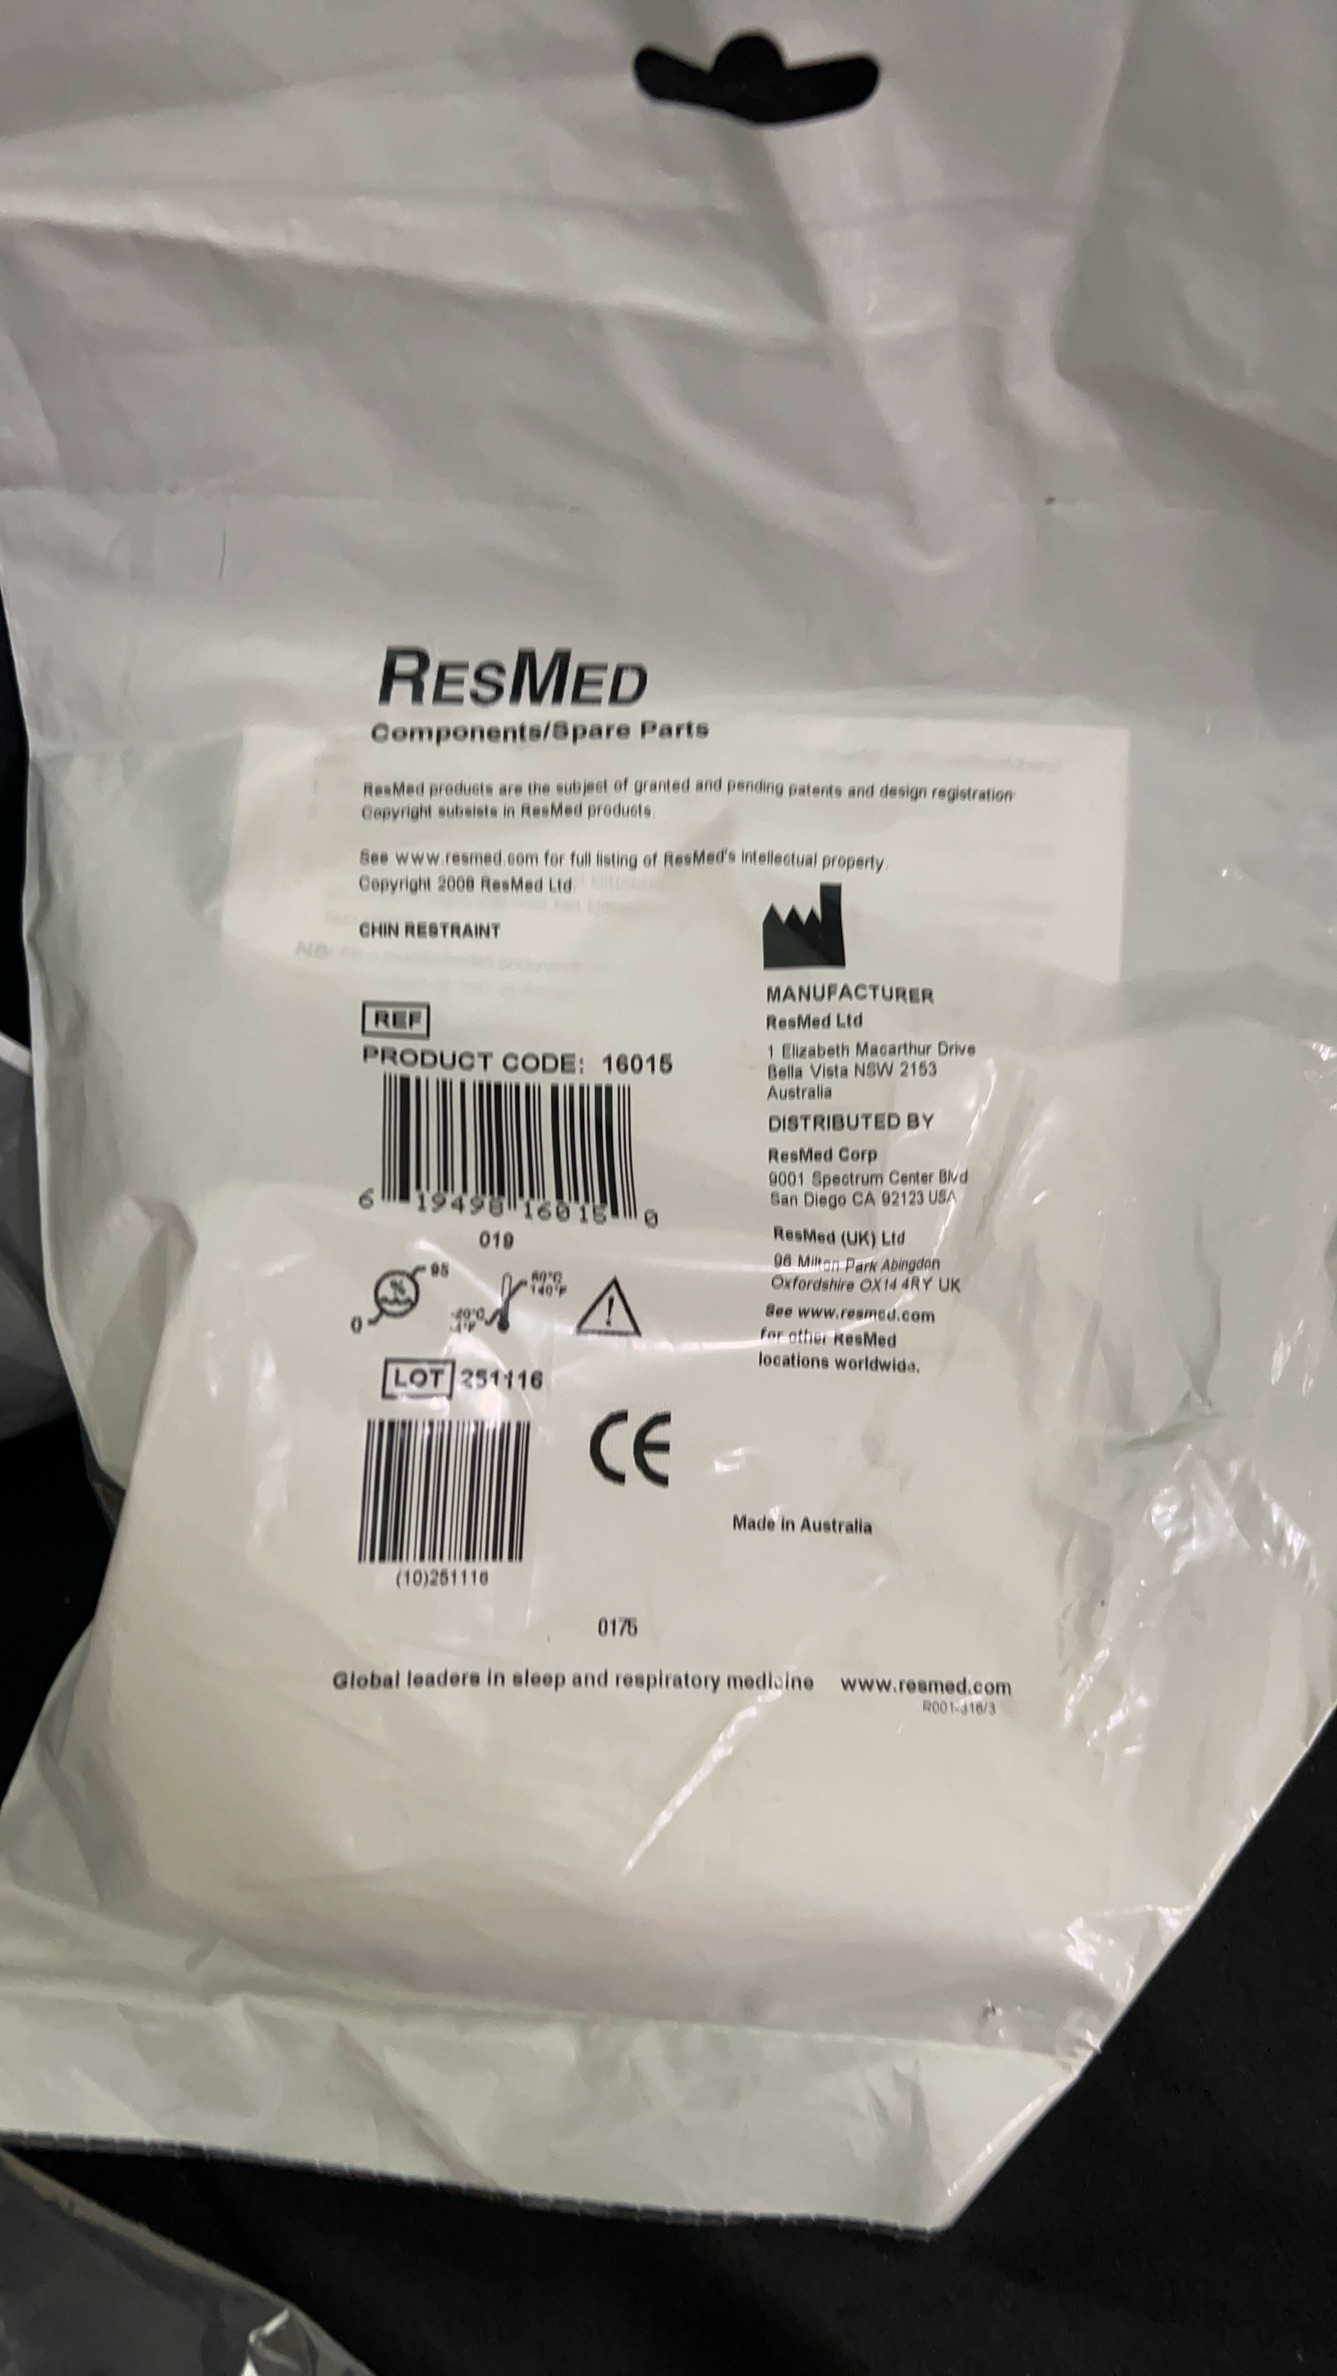 RESMED
Components/Spare Parts
ResMed products are the subject of granted and pending patents and design registration
Copyright subsists in ResMed products.
See www.resmed.com for full listing of ResMed's intellectual property.
Copyright 2008 ResMed Ltd.
CHIN RESTRAINT
REF
PRODUCT CODE: 16015
6 19498 16015 0
019
95
0
60°C
140°F
-20°C
-4°F
LOT 251116
(10)251116
CE
0175
MANUFACTURER
ResMed Ltd
1 Elizabeth Macarthur Drive
Bella Vista NSW 2153
Australia
DISTRIBUTED BY
ResMed Corp
9001 Spectrum Center Blvd
San Diego CA 92123 USA
ResMed (UK) Ltd
96 Milton Park Abingdon
Oxfordshire OX14 4RY UK
See www.resmed.com
for other ResMed
locations worldwide.
Made in Australia
Global leaders in sleep and respiratory medicine www.resmed.com
R001-316/3